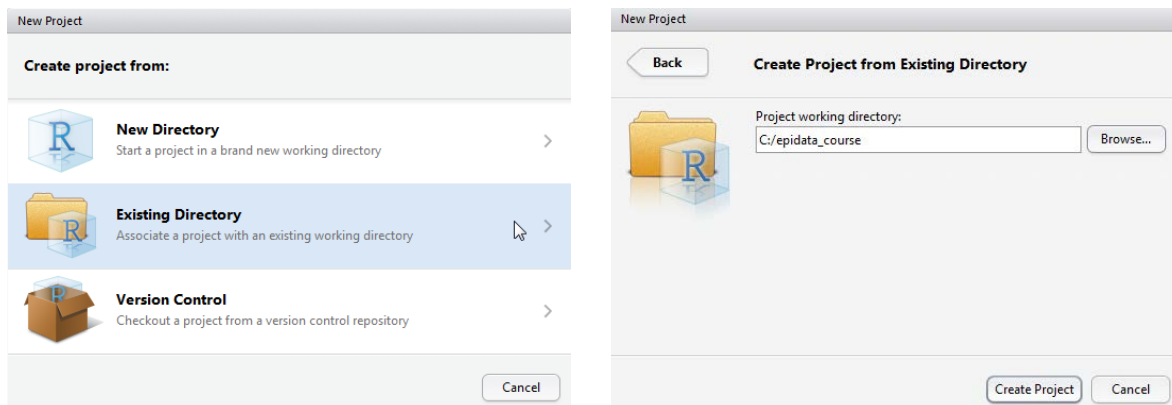 New Project
Create project from:
R
New Directory
Start a project in a brand new working directory
R
Existing Directory
Associate a project with an existing working directory
R
Version Control
Checkout a project from a version control repository
Cancel
New Project
Back
Create Project from Existing Directory
R
Project working directory:
C:/epidata_course
Browse...
Create Project
Cancel